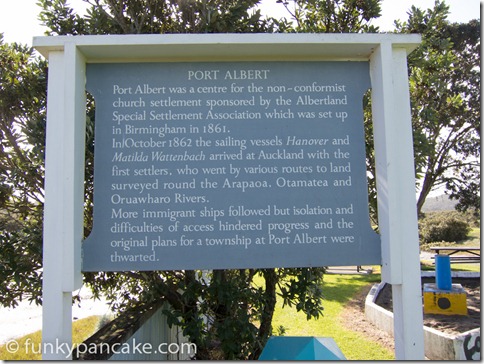 PORT ALBERT
Port Albert was a centre for the non-conformist
church settlement sponsored by the Albertland
Special Settlement Association which was set up
in Birmingham in 1861.
In/October 1862 the sailing vessels Hanover and
Matilda Wattenbach arrived at Auckland with the
first settlers, who went by various routes to land
surveyed round the Arapaoa. Otamatea and
Oruawharo Rivers.
More immigrant ships followed but isolation and
difficulties of access hindered progress and the
original plans for a township at Port Albert were
thwarted.
© www.funkypancake.com